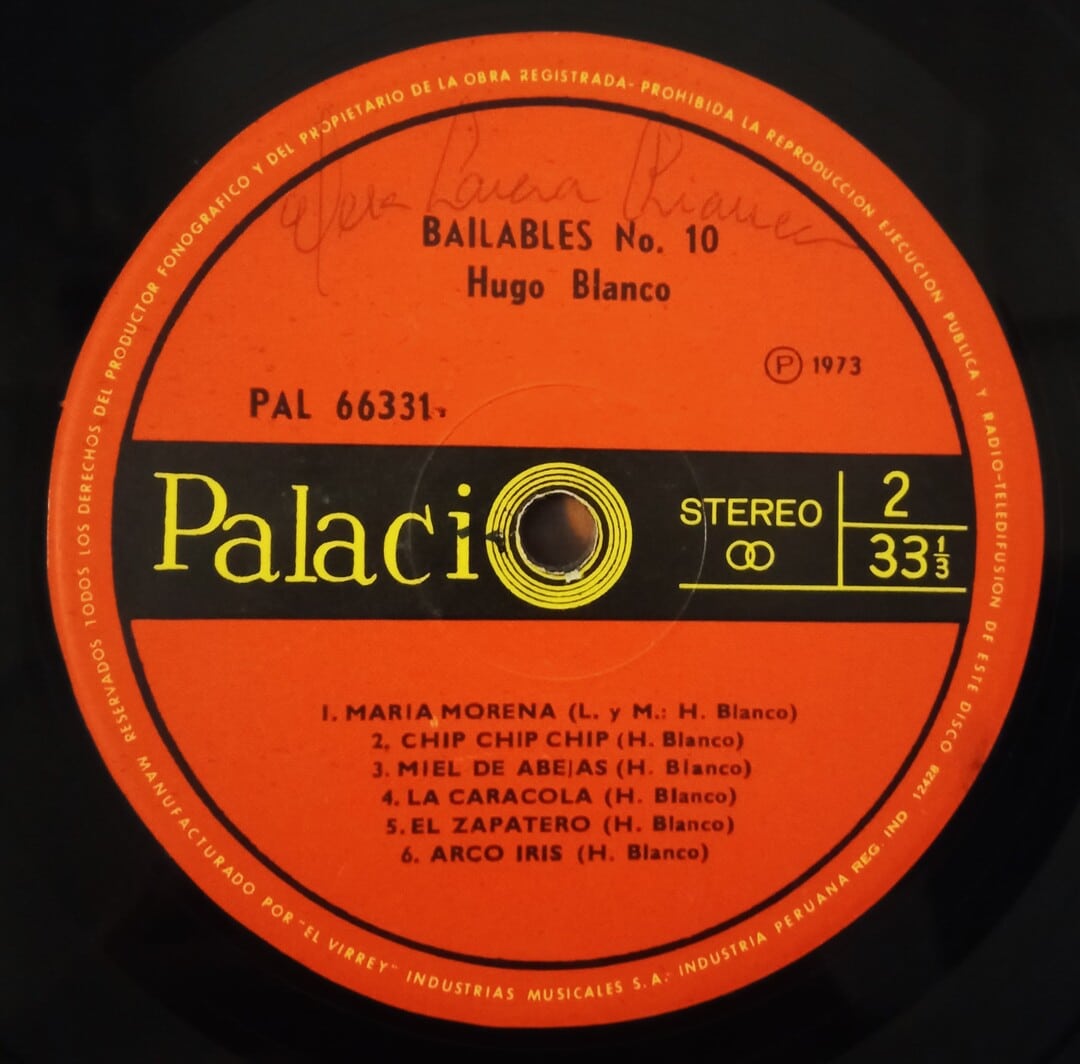 TODOS LOS DERECHOS DEL PRODUCTOR FONOGRAFICO Y DEL PROPIETARIO DE LA OBRA REGISTRADA- PROHIBIDA LA REPRODUCCION EJECUCION PUBLICA Y RADIO-TELEDIFUSION DE ESTE DISCO
BAILABLES No. 10
Hugo Blanco
Ⓟ 1973
PAL 66331
Palacio
STEREO
2
33⅓
1. MARIA MORENA (L. y M.: H. Blanco)
2. CHIP CHIP CHIP (H. Blanco)
3. MIEL DE ABEJAS (H. Blanco)
4. LA CARACOLA (H. Blanco)
5. EL ZAPATERO (H. Blanco)
6. ARCO IRIS (H. Blanco)
RESERVADOS MANUFACTURADO POR "EL VIRREY" INDUSTRIAS MUSICALES S.A.- INDUSTRIA PERUANA REG. IND 12428